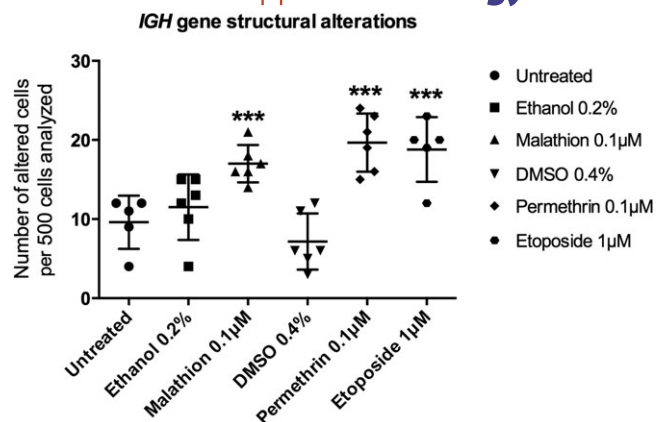 IGH gene structural alterations
Number of altered cells
per 500 cells analyzed
30
20
10
0
***
***
***
Untreated
Ethanol 0.2%
Malathion 0.1µM
DMSO 0.4%
Permethrin 0.1µM
Etoposide 1µM
Untreated
Ethanol 0.2%
Malathion 0.1µM
DMSO 0.4%
Permethrin 0.1µM
Etoposide 1µM